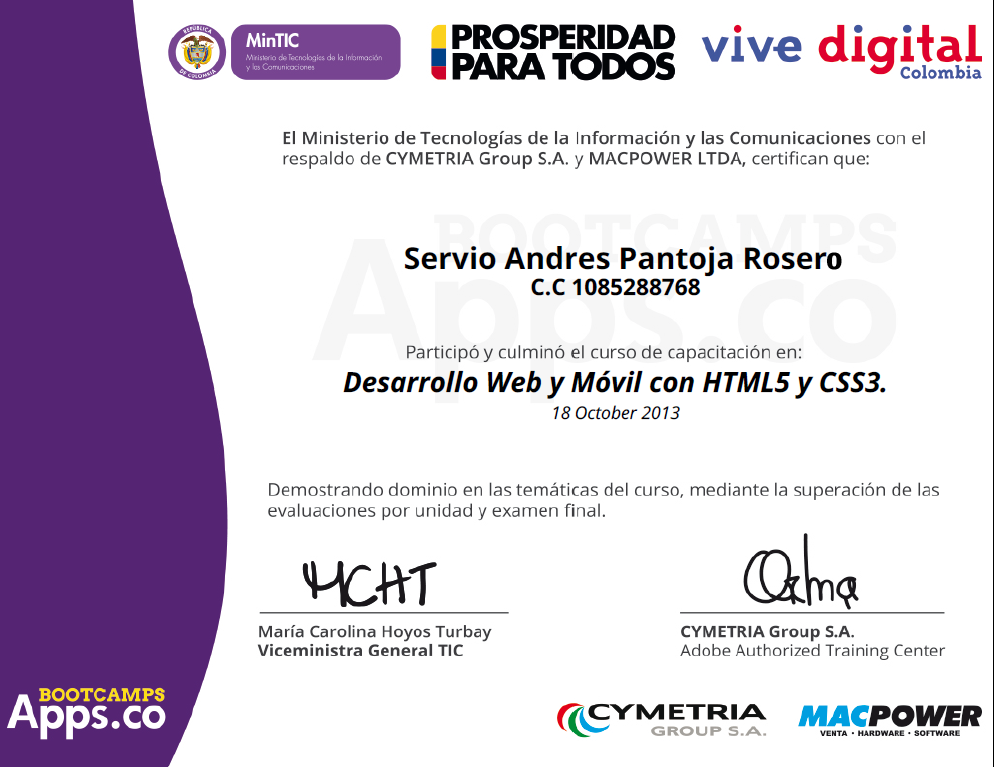 REPÚBLICA
DE COLOMBIA
MinTIC
Ministerio de Tecnologías de la Información
y las Comunicaciones
PROSPERIDAD
PARA TODOS
vive digital
Colombia
El Ministerio de Tecnologías de la Información y las Comunicaciones con el
respaldo de CYMETRIA Group S.A. y MACPOWER LTDA, certifican que:
BOOTCAMPS
Apps.co
Servio Andres Pantoja Rosero
C.C 1085288768
Participó y culminó el curso de capacitación en:
Desarrollo Web y Móvil con HTML5 y CSS3.
18 October 2013
Demostrando dominio en las temáticas del curso, mediante la superación de las
evaluaciones por unidad y examen final.
MCHT
María Carolina Hoyos Turbay
Viceministra General TIC
CYMETRIA Group S.A.
Adobe Authorized Training Center
BOOTCAMPS
Apps.co
CYMETRIA
GROUP S.A.
MACPOWER
VENTA • HARDWARE • SOFTWARE